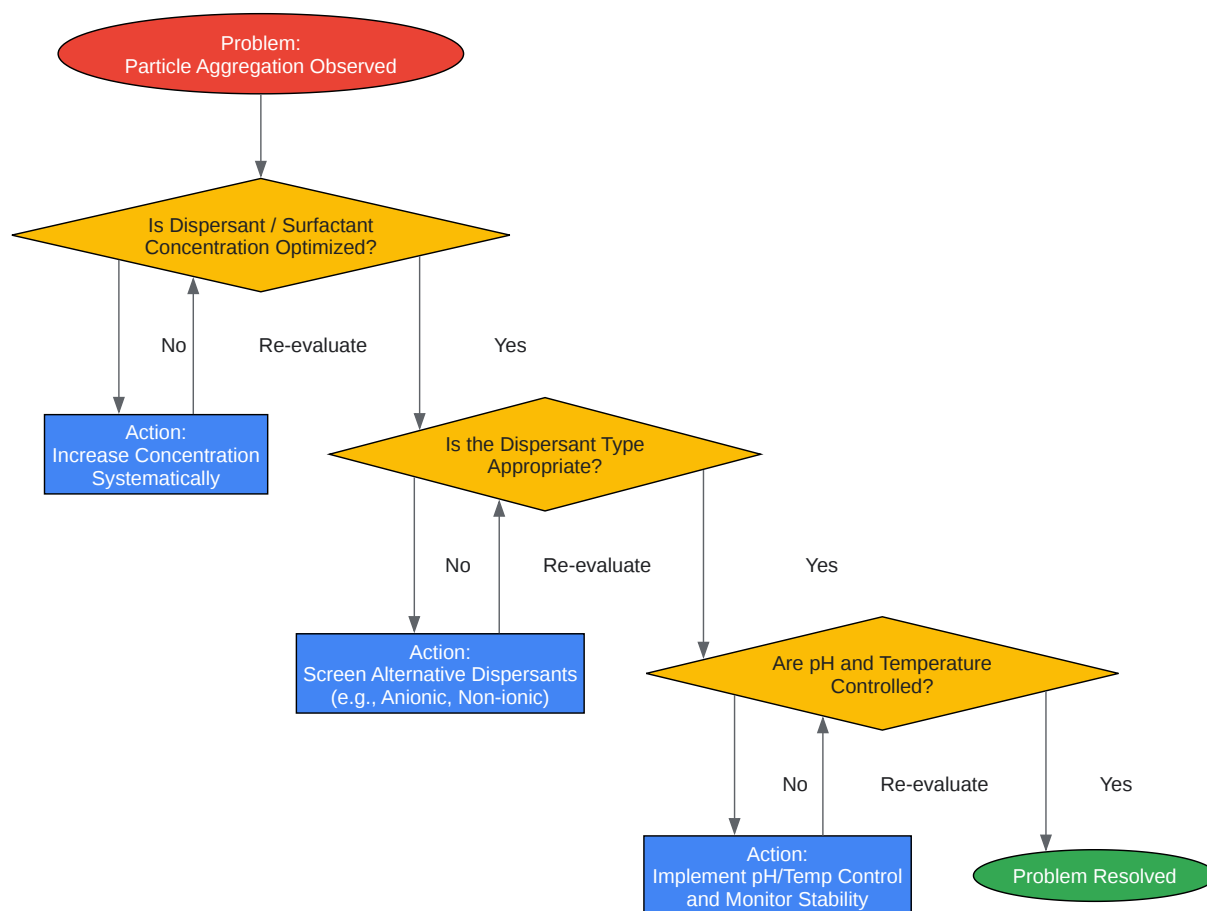 Problem:
Particle Aggregation Observed
Is Dispersant / Surfactant
Concentration Optimized?
No
Re-evaluate
Yes
Action:
Increase Concentration
Systematically
Is the Dispersant Type
Appropriate?
No
Re-evaluate
Yes
Action:
Screen Alternative Dispersants
(e.g., Anionic, Non-ionic)
Are pH and Temperature
Controlled?
No
Re-evaluate
Yes
Action:
Implement pH/Temp Control
and Monitor Stability
Problem Resolved